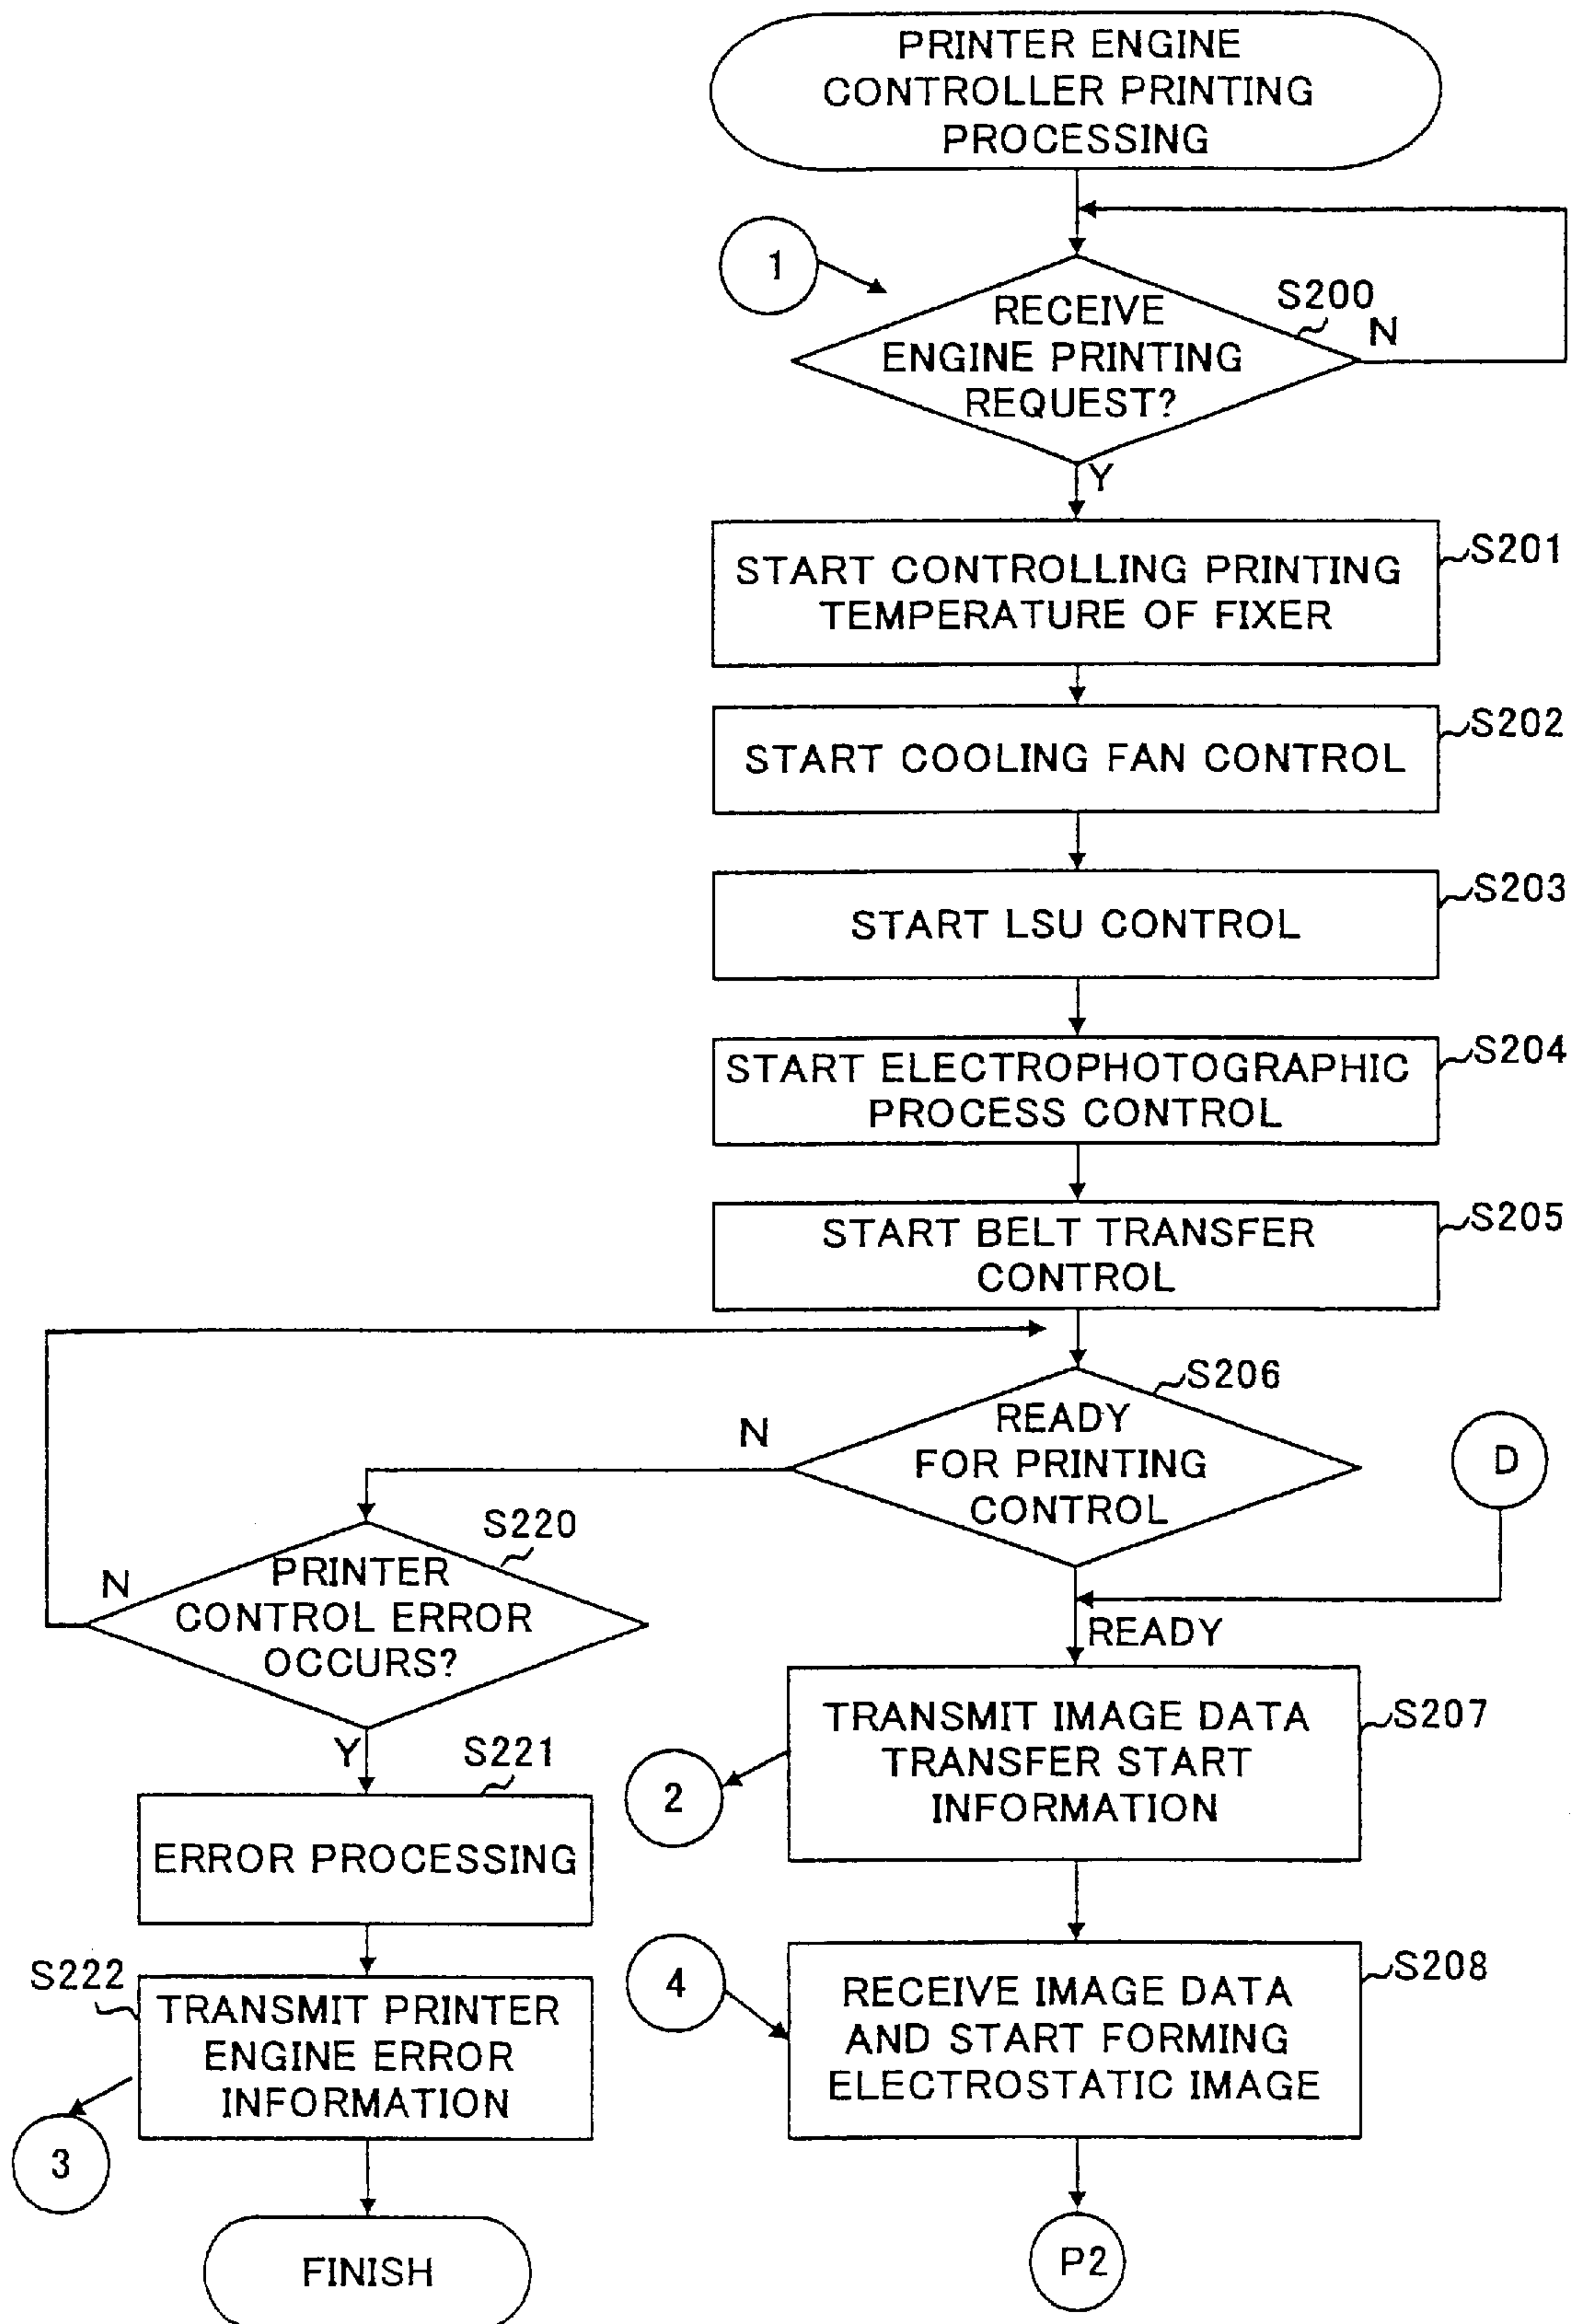 PRINTER ENGINE
CONTROLLER PRINTING
PROCESSING
1
S200
RECEIVE
ENGINE PRINTING
REQUEST?
N
Y
S201
START CONTROLLING PRINTING
TEMPERATURE OF FIXER
S202
START COOLING FAN CONTROL
S203
START LSU CONTROL
S204
START ELECTROPHOTOGRAPHIC
PROCESS CONTROL
S205
START BELT TRANSFER
CONTROL
S206
READY
FOR PRINTING
CONTROL
N
D
S220
PRINTER
CONTROL ERROR
OCCURS?
N
Y
READY
S207
TRANSMIT IMAGE DATA
TRANSFER START
INFORMATION
2
S221
ERROR PROCESSING
4
S208
RECEIVE IMAGE DATA
AND START FORMING
ELECTROSTATIC IMAGE
S222
TRANSMIT PRINTER
ENGINE ERROR
INFORMATION
3
FINISH
P2